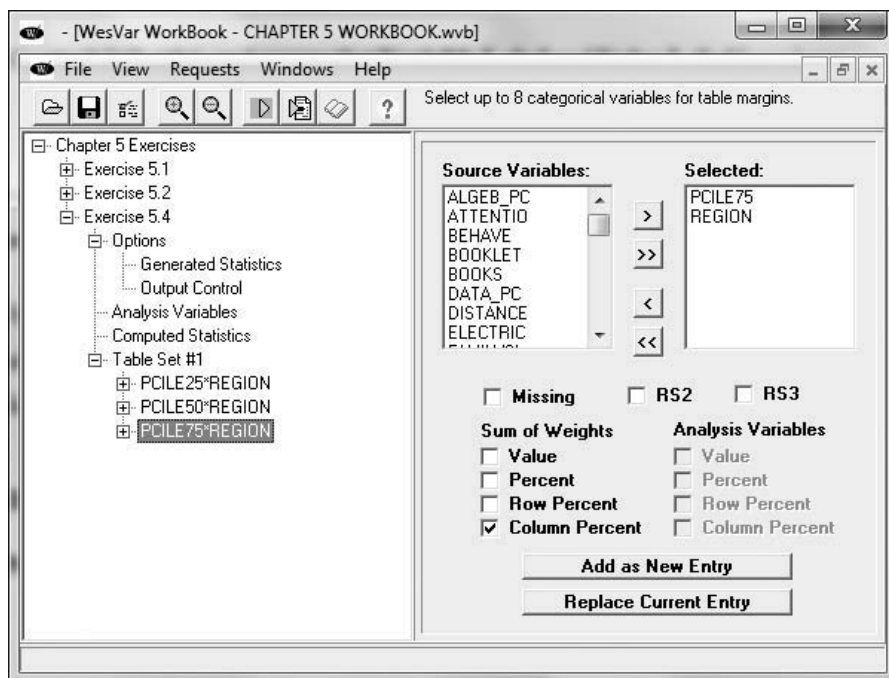 - [WesVar WorkBook - CHAPTER 5 WORKBOOK.wvb]
File View Requests Windows Help
Select up to 8 categorical variables for table margins.
Chapter 5 Exercises
Exercise 5.1
Exercise 5.2
Exercise 5.4
Options
Generated Statistics
Output Control
Analysis Variables
Computed Statistics
Table Set #1
PCILE25*REGION
PCILE50*REGION
PCILE75*REGION
Source Variables:
ALGEB_PC
ATTENTIO
BEHAVE
BOOKLET
BOOKS
DATA_PC
DISTANCE
ELECTRIC
>
>>
<
<<
Selected:
PCILE75
REGION
Missing RS2 RS3
Sum of Weights
Value
Percent
Row Percent
Column Percent
Analysis Variables
Value
Percent
Row Percent
Column Percent
Add as New Entry
Replace Current Entry